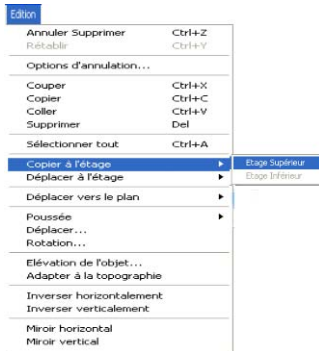 Edition
Annuler Supprimer Ctrl+Z
Rétablir Ctrl+Y
Options d'annulation...
Couper Ctrl+X
Copier Ctrl+C
Coller Ctrl+V
Supprimer Del
Sélectionner tout Ctrl+A
Copier à l'étage Etage Supérieur
Déplacer à l'étage Etage Inférieur
Déplacer vers le plan
Poussée
Déplacer...
Rotation...
Elévation de l'objet...
Adapter à la topographie
Inverser horizontalement
Inverser verticalement
Miroir horizontal
Miroir vertical